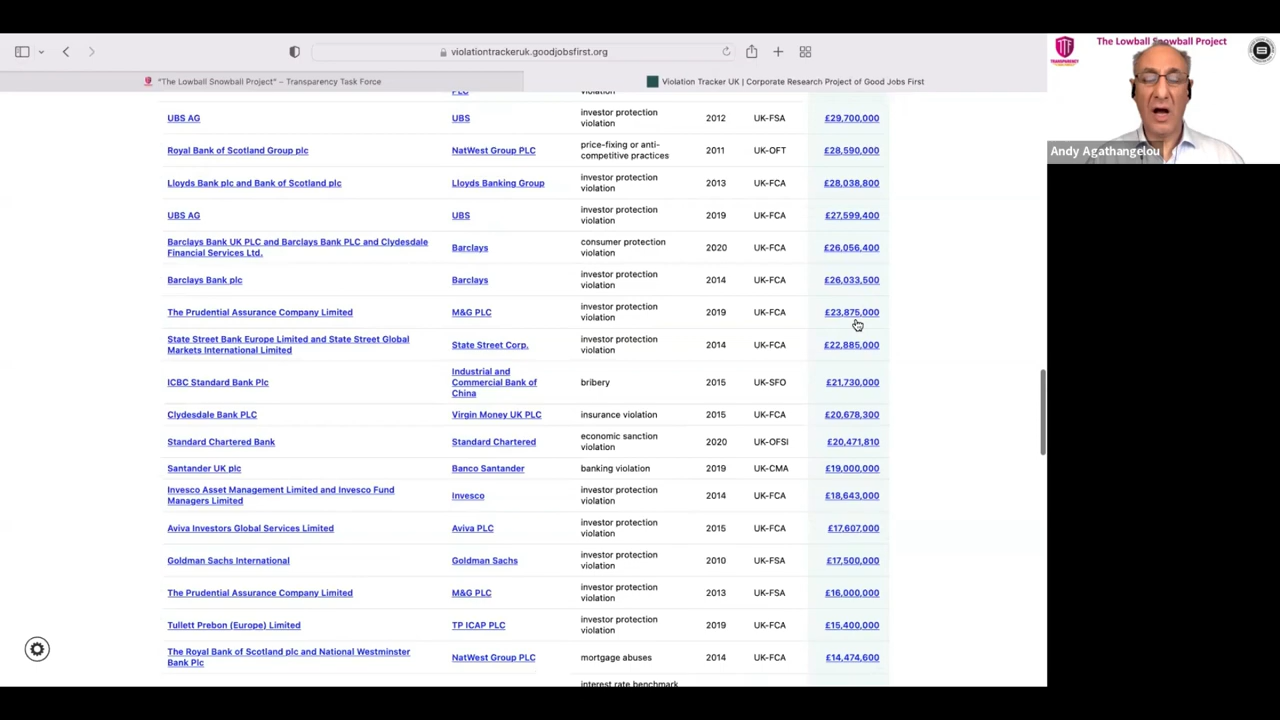 violationtrackeruk.goodjobsfirst.org
"The Lowball Snowball Project" – Transparency Task Force
Violation Tracker UK | Corporate Research Project of Good Jobs First
The Lowball Snowball Project
TTF
TRANSPARENCY
Andy Agathangelou
PLC violation
UBS AG UBS investor protection 2012 UK-FSA £29,700,000
violation
Royal Bank of Scotland Group plc NatWest Group PLC price-fixing or anti- 2011 UK-OFT £28,590,000
competitive practices
Lloyds Bank plc and Bank of Scotland plc Lloyds Banking Group investor protection 2013 UK-FCA £28,038,800
violation
UBS AG UBS investor protection 2019 UK-FCA £27,599,400
violation
Barclays Bank UK PLC and Barclays Bank PLC and Clydesdale Barclays consumer protection 2020 UK-FCA £26,056,400
Financial Services Ltd. violation
Barclays Bank plc Barclays investor protection 2014 UK-FCA £26,033,500
violation
The Prudential Assurance Company Limited M&G PLC investor protection 2019 UK-FCA £23,875,000
violation
State Street Bank Europe Limited and State Street Global State Street Corp. investor protection 2014 UK-FCA £22,885,000
Markets International Limited violation
Industrial and
ICBC Standard Bank Plc Commercial Bank of bribery 2015 UK-SFO £21,730,000
China
Clydesdale Bank PLC Virgin Money UK PLC insurance violation 2015 UK-FCA £20,678,300
Standard Chartered Bank Standard Chartered economic sanction 2020 UK-OFSI £20,471,810
violation
Santander UK plc Banco Santander banking violation 2019 UK-CMA £19,000,000
Invesco Asset Management Limited and Invesco Fund Invesco investor protection 2014 UK-FCA £18,643,000
Managers Limited violation
Aviva Investors Global Services Limited Aviva PLC investor protection 2015 UK-FCA £17,607,000
violation
Goldman Sachs International Goldman Sachs investor protection 2010 UK-FSA £17,500,000
violation
The Prudential Assurance Company Limited M&G PLC investor protection 2013 UK-FSA £16,000,000
violation
Tullett Prebon (Europe) Limited TP ICAP PLC investor protection 2019 UK-FCA £15,400,000
violation
The Royal Bank of Scotland plc and National Westminster NatWest Group PLC mortgage abuses 2014 UK-FCA £14,474,600
Bank Plc
interest rate benchmark